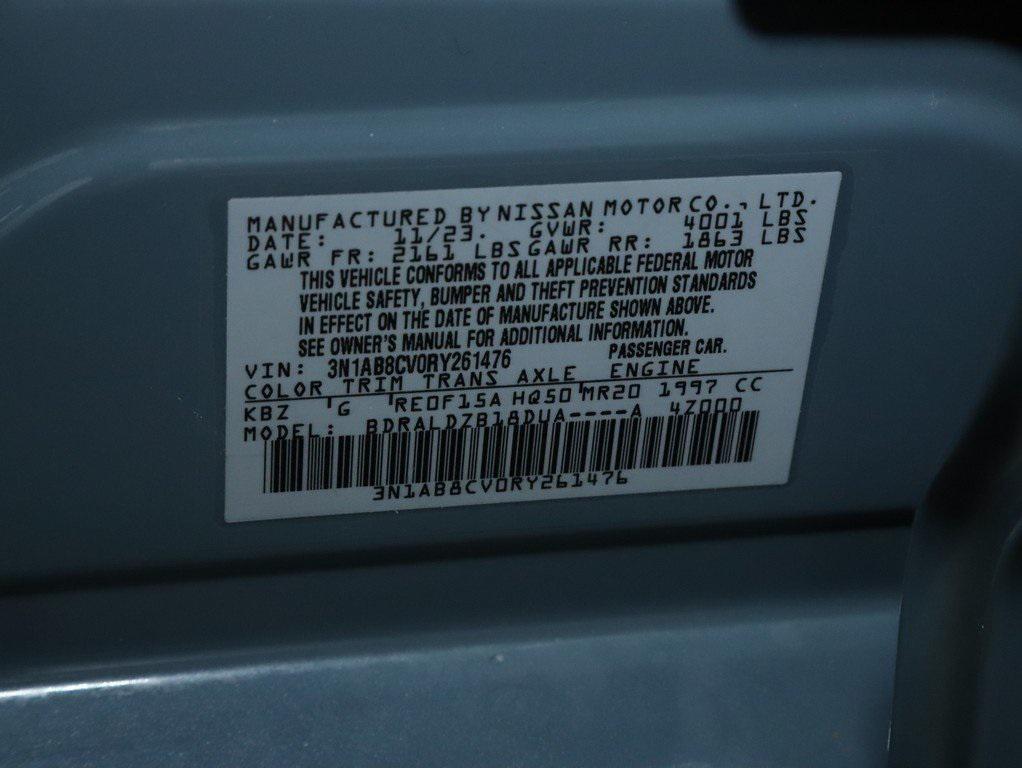 MANUFACTURED BY NISSAN MOTOR CO., LTD.
DATE: 11/23. GVWR: 4001 LBS
GAWR FR: 2161 LBS GAWR RR: 1863 LBS
THIS VEHICLE CONFORMS TO ALL APPLICABLE FEDERAL MOTOR
VEHICLE SAFETY, BUMPER AND THEFT PREVENTION STANDARDS
IN EFFECT ON THE DATE OF MANUFACTURE SHOWN ABOVE.
SEE OWNER'S MANUAL FOR ADDITIONAL INFORMATION.
VIN: 3N1AB8CV0RY261476 PASSENGER CAR.
COLOR TRIM TRANS AXLE ENGINE
KBZ G RE0F15A HQ50 MR20 1997 CC
MODEL: BDRALDZB18DUA----A 4Z000
3N1AB8CV0RY261476